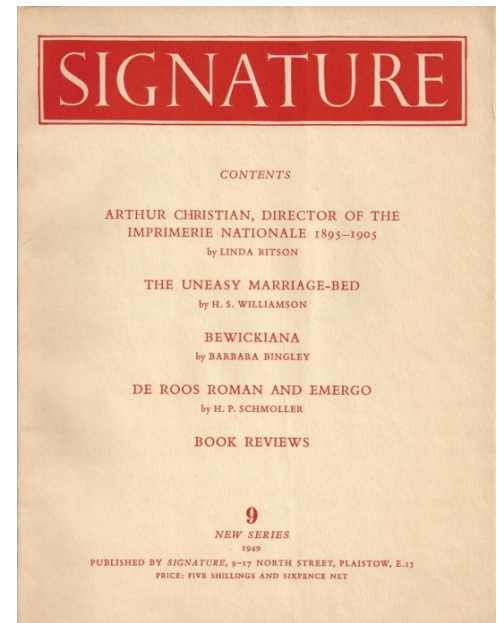 SIGNATURE
CONTENTS
ARTHUR CHRISTIAN, DIRECTOR OF THE
IMPRIMERIE NATIONALE 1895–1905
by LINDA RITSON
THE UNEASY MARRIAGE-BED
by H. S. WILLIAMSON
BEWICKIANA
by BARBARA BINGLEY
DE ROOS ROMAN AND EMERGO
by H. P. SCHMOLLER
BOOK REVIEWS
9
NEW SERIES
1949
PUBLISHED BY SIGNATURE, 9–17 NORTH STREET, PLAISTOW, E.13
PRICE: FIVE SHILLINGS AND SIXPENCE NET